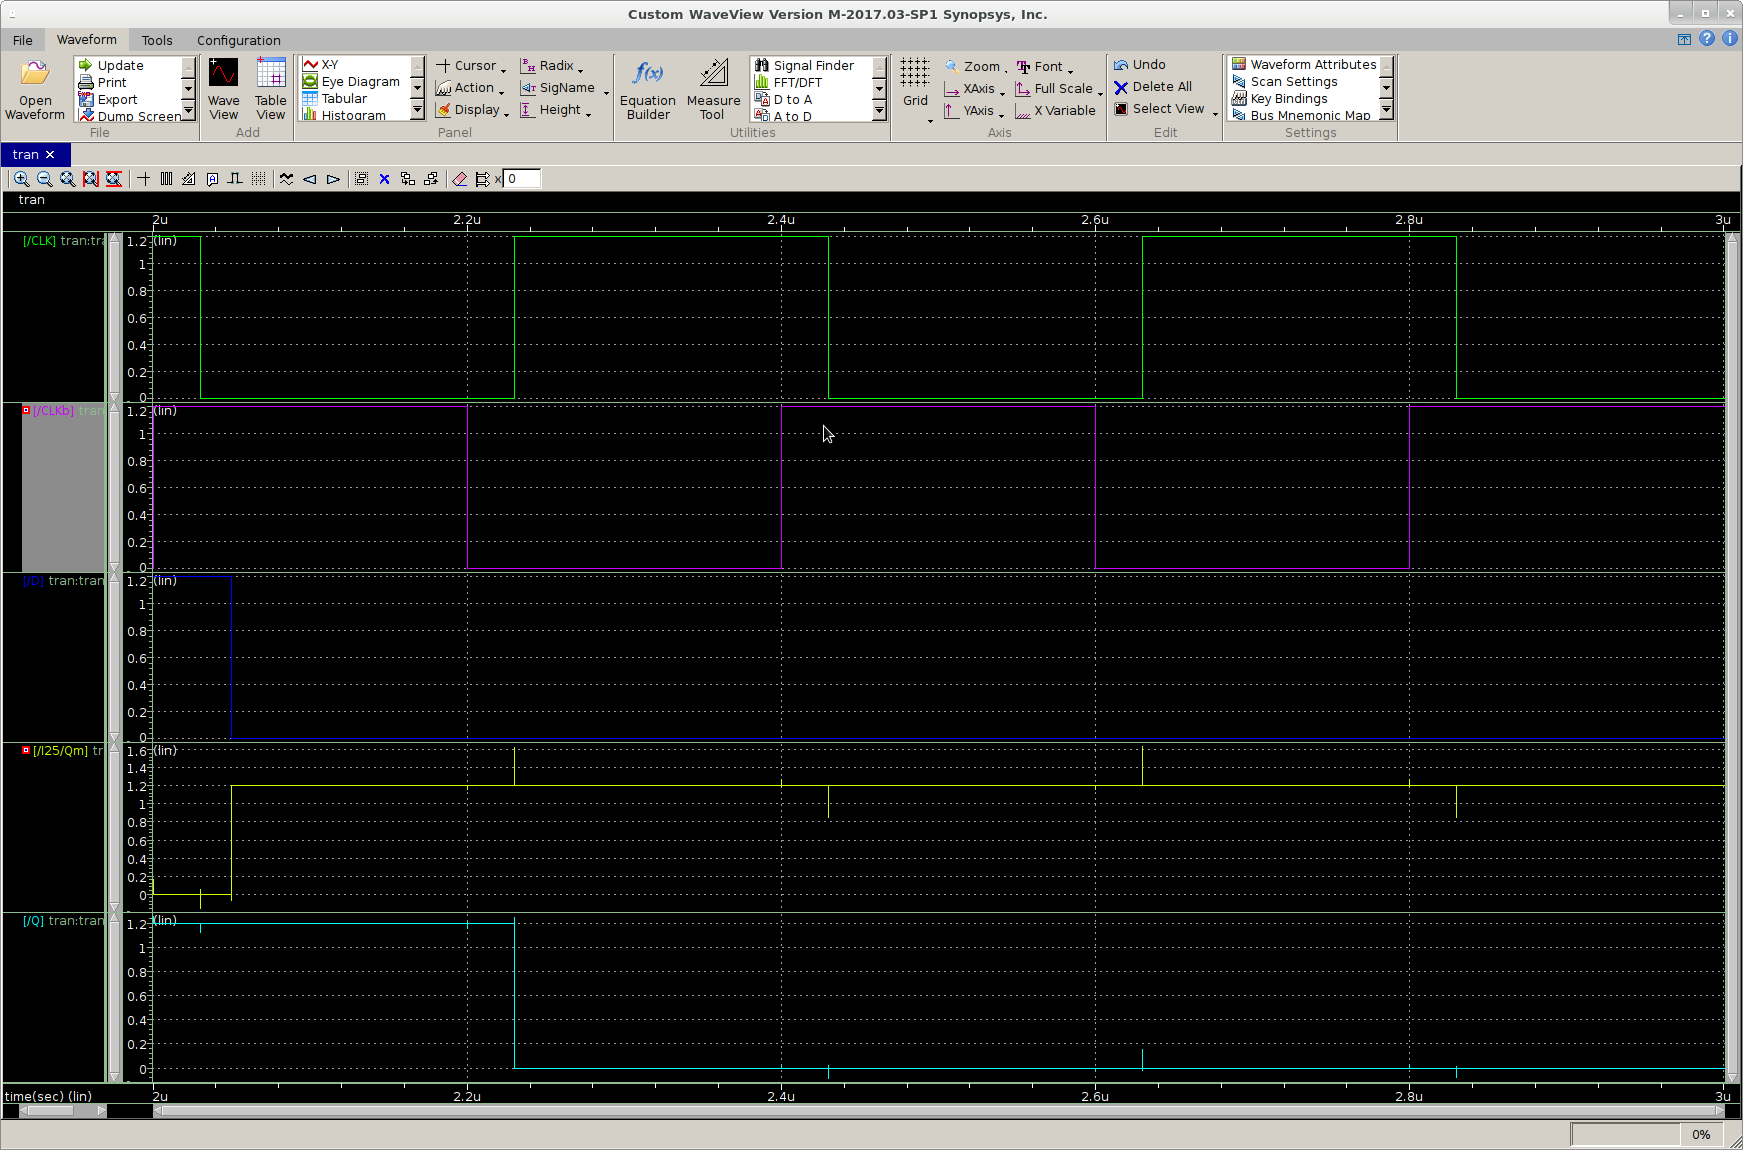 Custom WaveView Version M-2017.03-SP1 Synopsys, Inc.
File Waveform Tools Configuration
Open Waveform
Update
Print
Export
Dump Screen
File
Wave View
Table View
Add
X-Y
Eye Diagram
Tabular
Histogram
Cursor
Action
Display
Radix
SigName
Height
Panel
Equation Builder
Measure Tool
Signal Finder
FFT/DFT
D to A
A to D
Utilities
Grid
Zoom
XAxis
YAxis
Font
Full Scale
X Variable
Axis
Undo
Delete All
Select View
Edit
Waveform Attributes
Scan Settings
Key Bindings
Bus Mnemonic Map
Settings
tran
x 0
tran
2u 2.2u 2.4u 2.6u 2.8u 3u
[/CLK] tran:tra
(lin)
1.2
1
0.8
0.6
0.4
0.2
0
[/CLKb] tran
(lin)
1.2
1
0.8
0.6
0.4
0.2
0
[/D] tran:tran
(lin)
1.2
1
0.8
0.6
0.4
0.2
0
[/I25/Qm] tr
(lin)
1.6
1.4
1.2
1
0.8
0.6
0.4
0.2
0
[/Q] tran:tran
(lin)
1.2
1
0.8
0.6
0.4
0.2
0
time(sec) (lin)
2u 2.2u 2.4u 2.6u 2.8u 3u
0%